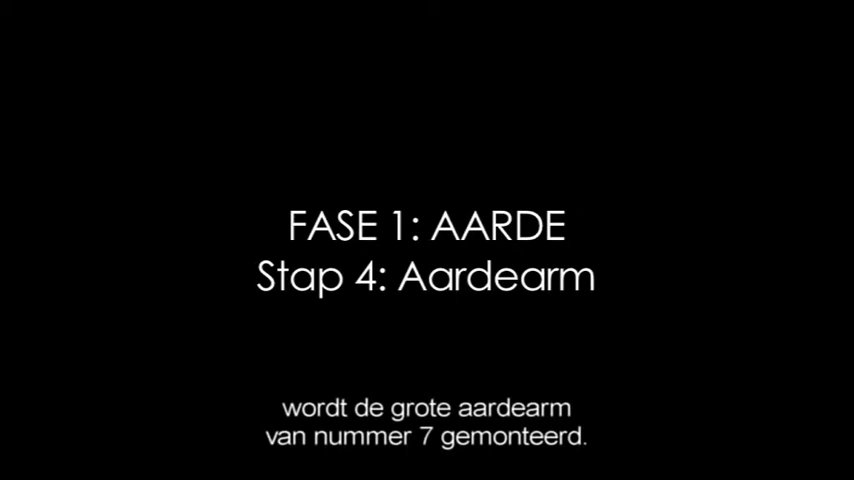 FASE 1: AARDE
Stap 4: Aardearm
wordt de grote aardearm
van nummer 7 gemonteerd.